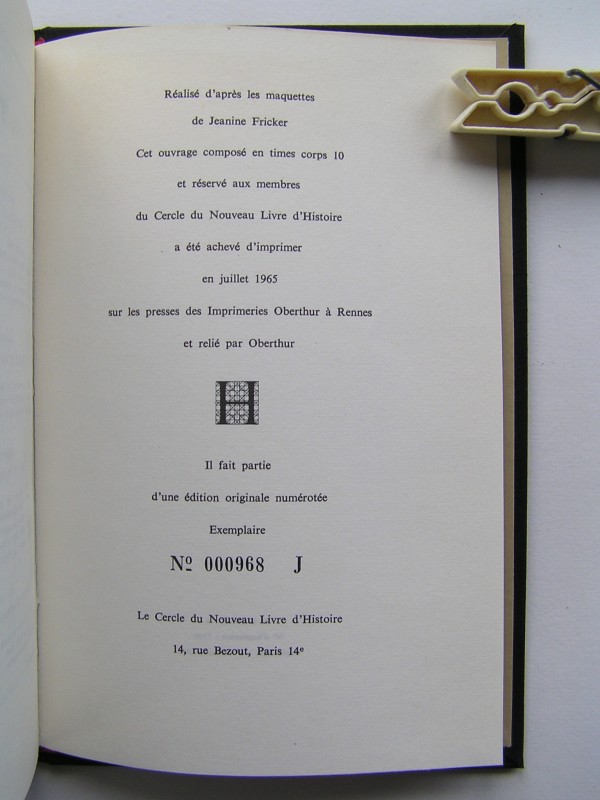 Réalisé d'après les maquettes
de Jeanine Fricker
Cet ouvrage composé en times corps 10
et réservé aux membres
du Cercle du Nouveau Livre d'Histoire
a été achevé d'imprimer
en juillet 1965
sur les presses des Imprimeries Oberthur à Rennes
et relié par Oberthur
H
Il fait partie
d'une édition originale numérotée
Exemplaire
Nº 000968 J
Le Cercle du Nouveau Livre d'Histoire
14, rue Bezout, Paris 14e